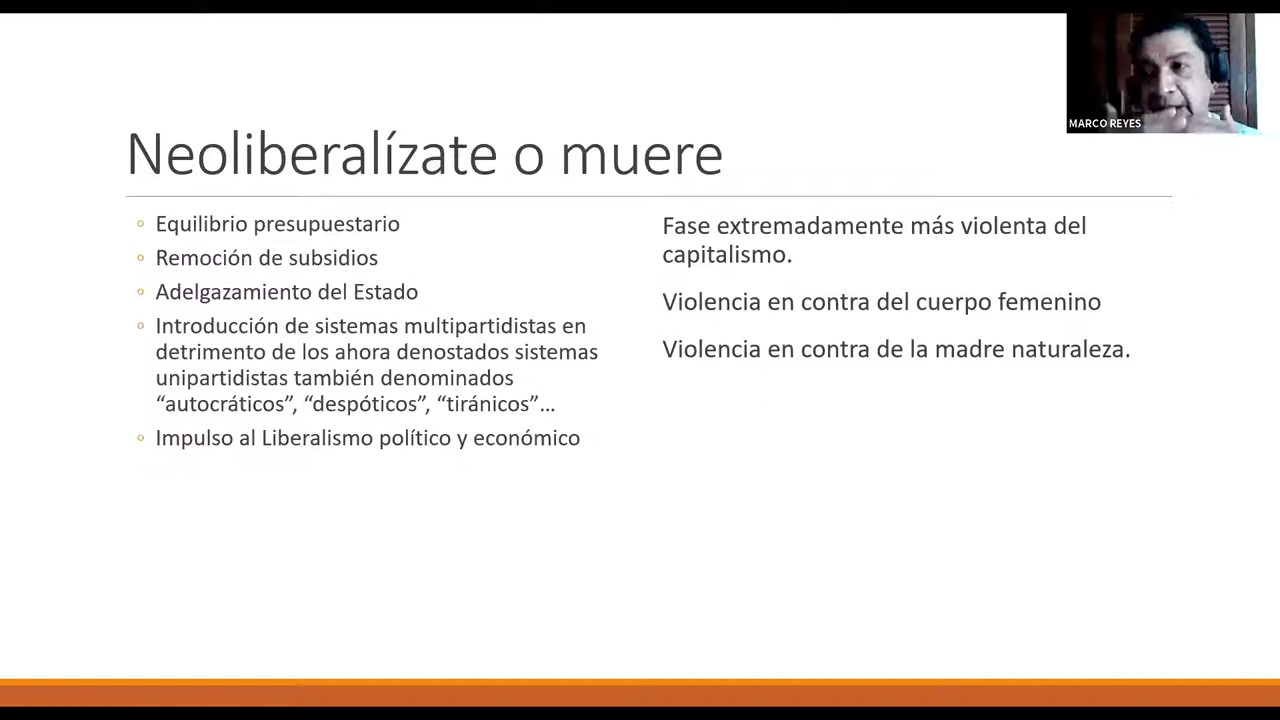 MARCO REYES
Neoliberalízate o muere
◦ Equilibrio presupuestario
◦ Remoción de subsidios
◦ Adelgazamiento del Estado
◦ Introducción de sistemas multipartidistas en
detrimento de los ahora denostados sistemas
unipartidistas también denominados
“autocráticos”, “despóticos”, “tiránicos”…
◦ Impulso al Liberalismo político y económico
Fase extremadamente más violenta del
capitalismo.
Violencia en contra del cuerpo femenino
Violencia en contra de la madre naturaleza.